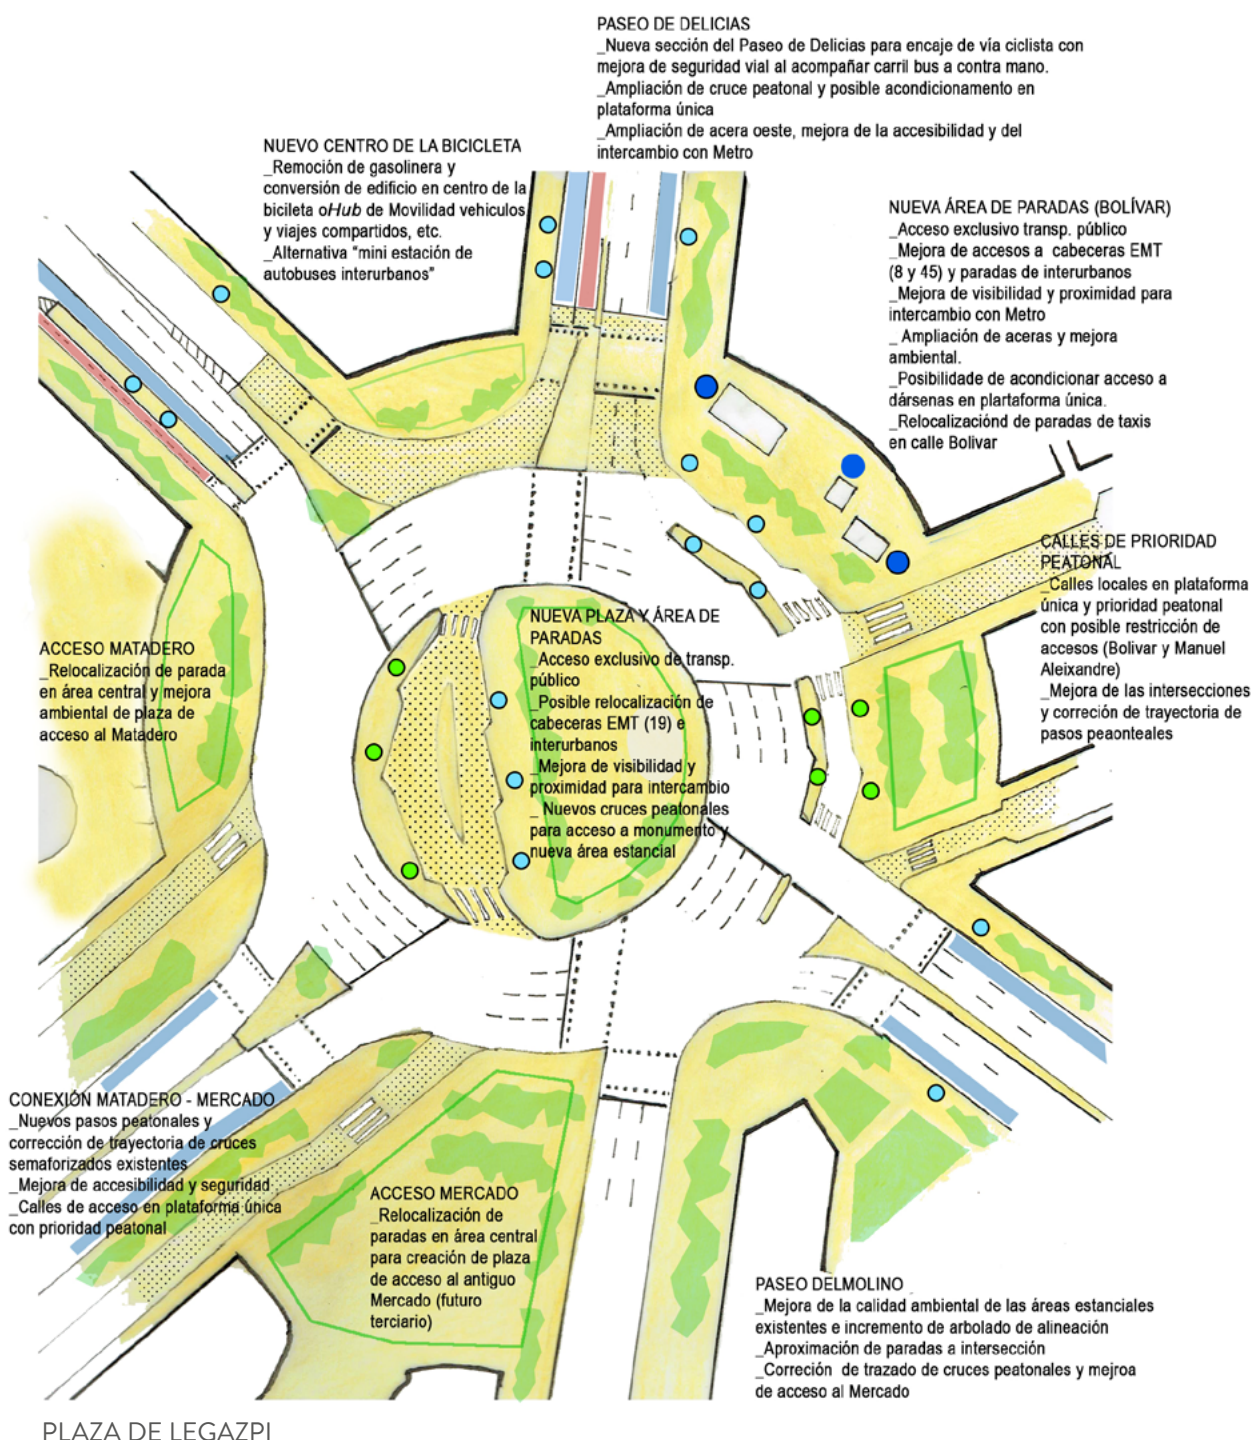 PASEO DE DELICIAS
_Nueva sección del Paseo de Delicias para encaje de vía ciclista con
mejora de seguridad vial al acompañar carril bus a contra mano.
_Ampliación de cruce peatonal y posible acondicionamento en
plataforma única
_Ampliación de acera oeste, mejora de la accesibilidad y del
intercambio con Metro
NUEVO CENTRO DE LA BICICLETA
_Remoción de gasolinera y
conversión de edificio en centro de la
bicileta oHub de Movilidad vehiculos
y viajes compartidos, etc.
_Alternativa “mini estación de
autobuses interurbanos”
NUEVA ÁREA DE PARADAS (BOLÍVAR)
_Acceso exclusivo transp. público
_Mejora de accesos a cabeceras EMT
(8 y 45) y paradas de interurbanos
_Mejora de visibilidad y proximidad para
intercambio con Metro
_ Ampliación de aceras y mejora
ambiental.
_Posibilidade de acondicionar acceso a
dársenas en plartaforma única.
_Relocalizaciónd de paradas de taxis
en calle Bolivar
CALLES DE PRIORIDAD
PEATONAL
_Calles locales en plataforma
única y prioridad peatonal
con posible restricción de
accesos (Bolivar y Manuel
Aleixandre)
_Mejora de las intersecciones
y correción de trayectoria de
pasos peaonteales
NUEVA PLAZA Y ÁREA DE
PARADAS
_Acceso exclusivo de transp.
público
_Posible relocalización de
cabeceras EMT (19) e
interurbanos
_Mejora de visibilidad y
proximidad para intercambio
_ Nuevos cruces peatonales
para acceso a monumento y
nueva área estancial
ACCESO MATADERO
_Relocalización de parada
en área central y mejora
ambiental de plaza de
acceso al Matadero
CONEXIÓN MATADERO - MERCADO
_Nuevos pasos peatonales y
corrección de trayectoria de cruces
semaforizados existentes
_Mejora de accesibilidad y seguridad
_Calles de acceso en plataforma única
con prioridad peatonal
ACCESO MERCADO
_Relocalización de
paradas en área central
para creación de plaza
de acceso al antiguo
Mercado (futuro
terciario)
PASEO DELMOLINO
_Mejora de la calidad ambiental de las áreas estanciales
existentes e incremento de arbolado de alineación
_Aproximación de paradas a intersección
_Correción de trazado de cruces peatonales y mejroa
de acceso al Mercado
PLAZA DE LEGAZPI